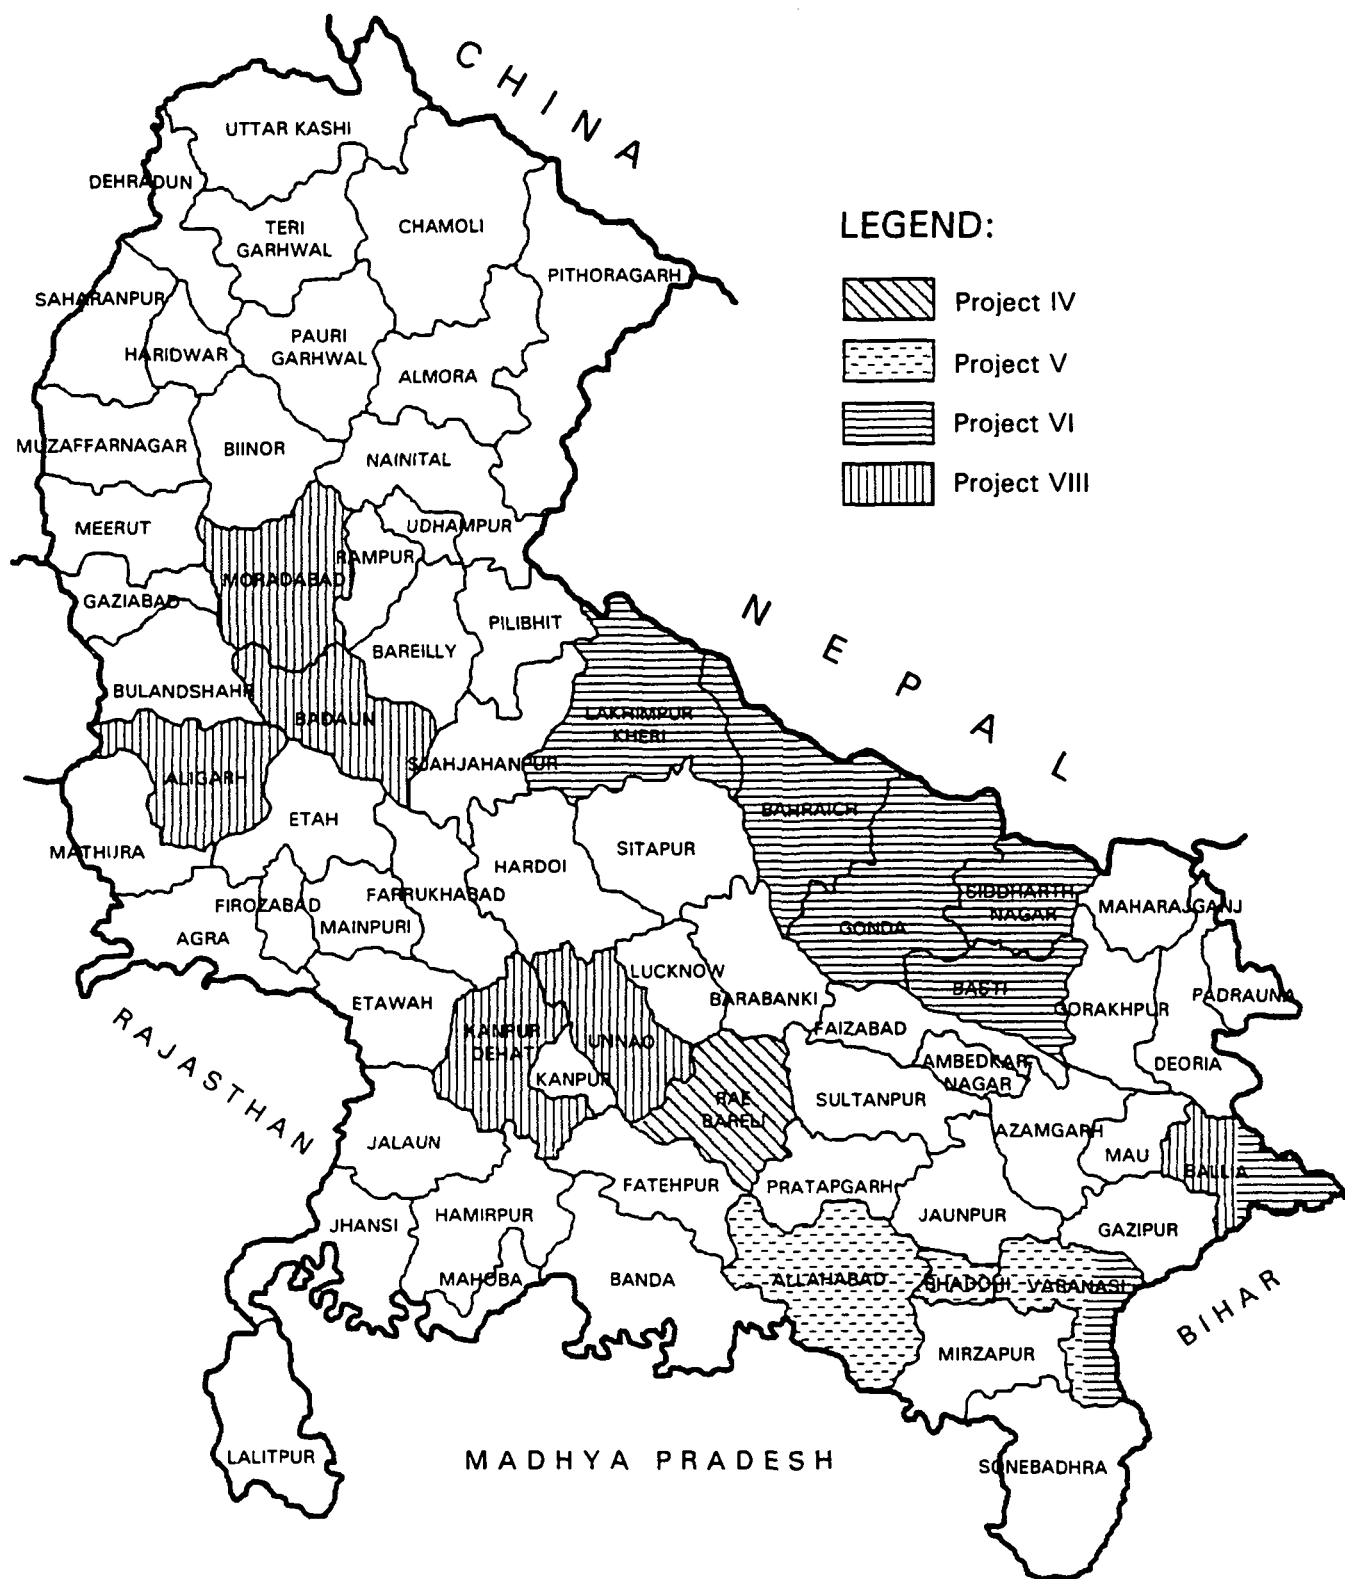 CHINA
UTTAR KASHI
DEHRADUN
TERI
GARHWAL
CHAMOLI
LEGEND:
PITHORAGARH
SAHARANPUR
Project IV
HARIDWAR
PAURI
GARHWAL
ALMORA
Project V
MUZAFFARNAGAR
BIINOR
NAINITAL
Project VI
Project VIII
MEERUT
UDHAMPUR
RAMPUR
MORADABAD
GAZIABAD
NEPAL
PILIBHIT
BAREILLY
BULANDSHAHR
BADAUN
LAKHIMPUR
KHERI
SJAHJAHANPUR
ALIGARH
BAHRAICH
ETAH
MATHIJRA
HARDOI
SITAPUR
FIROZABAD
FARRUKHABAD
MAINPURI
AGRA
SIDDHARTH
NAGAR
MAHARAJGANJ
GONDA
LUCKNOW
BARABANKI
BASTI
GORAKHPUR
PADRAUNA
ETAWAH
RAJASTHAN
KANPUR
DEHAT
UNNAO
FAIZABAD
KANPUR
AMBEDKAR
NAGAR
DEORIA
RAE
BARELI
SULTANPUR
JALAUN
AZAMGARH
MAU
BALLIA
FATEHPUR
PRATAPGARH
JHANSI
HAMIRPUR
JAUNPUR
GAZIPUR
MAHOBA
BANDA
ALLAHABAD
BHADOHI
VARANASI
BIHAR
MIRZAPUR
LALITPUR
MADHYA PRADESH
SONEBADHRA